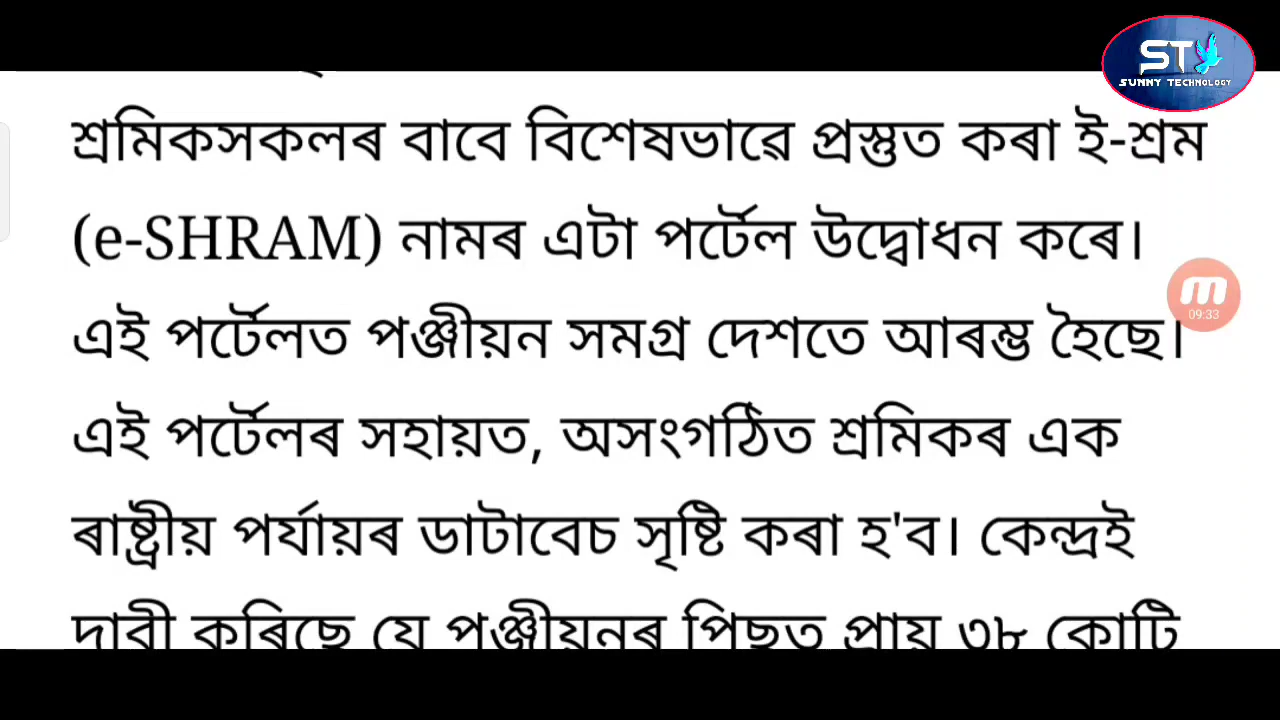 শ্ৰমিকসকলৰ বাবে বিশেষভাৱে প্ৰস্তুত কৰা ই-শ্ৰম
(e-SHRAM) নামৰ এটা পৰ্টেল উদ্বোধন কৰে।
এই পৰ্টেলত পঞ্জীয়ন সমগ্ৰ দেশতে আৰম্ভ হৈছে।
এই পৰ্টেলৰ সহায়ত, অসংগঠিত শ্ৰমিকৰ এক
ৰাষ্ট্ৰীয় পৰ্যায়ৰ ডাটাবেচ সৃষ্টি কৰা হ'ব। কেন্দ্ৰই
দাবী কৰিছে যে পঞ্জীয়নৰ পিছত প্ৰায় ৩৮ কোটি
ST
SUNNY TECHNOLOGY
09:33